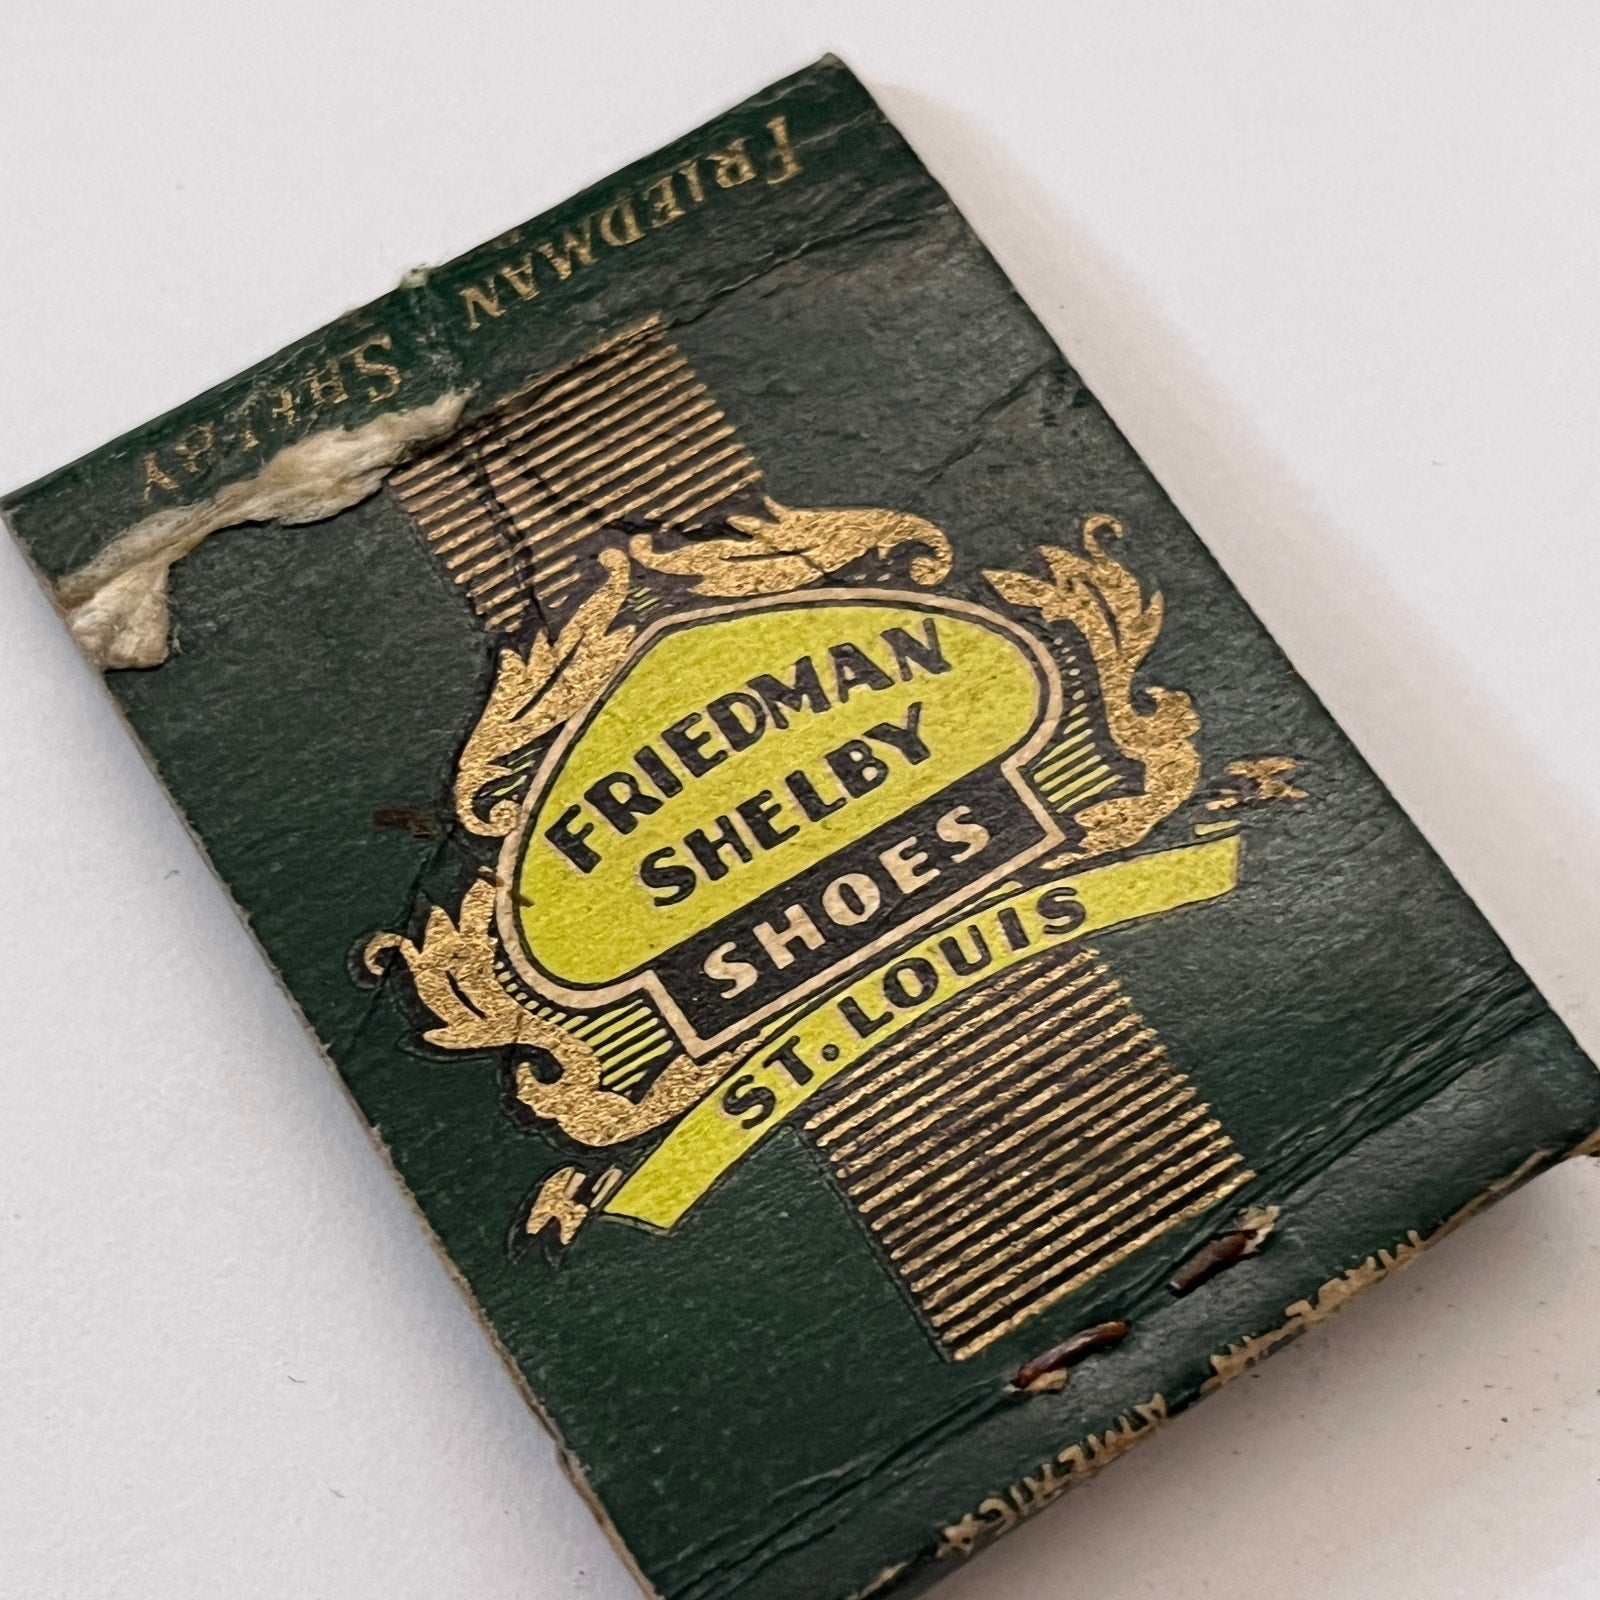 FRIEDMAN SHELBY
FRIEDMAN
SHELBY
SHOES
ST. LOUIS